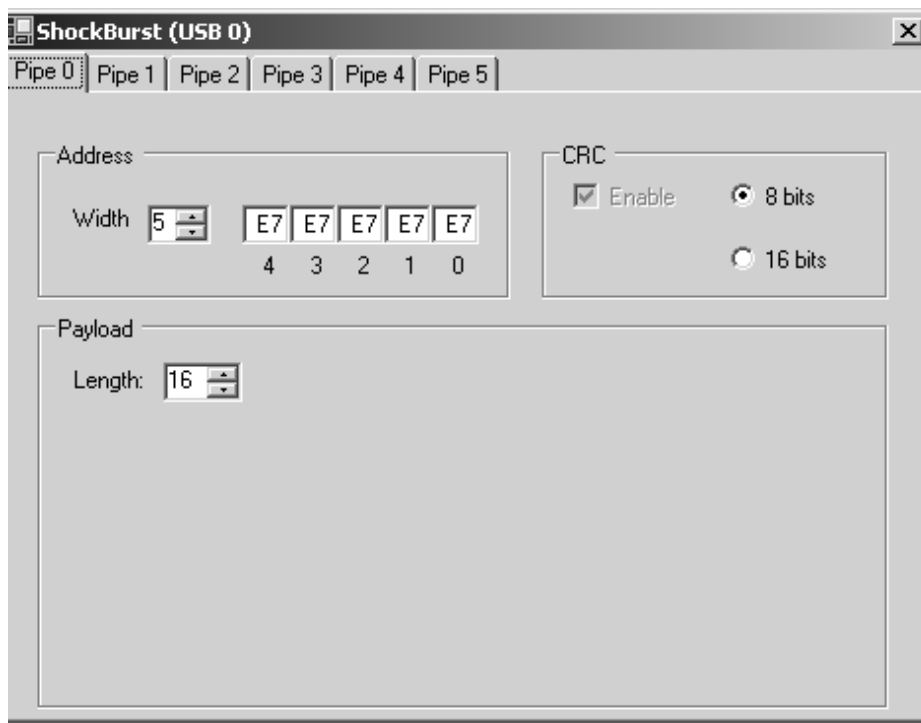 ShockBurst (USB 0)
Pipe 0 Pipe 1 Pipe 2 Pipe 3 Pipe 4 Pipe 5
Address
Width 5 E7 E7 E7 E7 E7
4 3 2 1 0
CRC
Enable 8 bits
16 bits
Payload
Length: 16